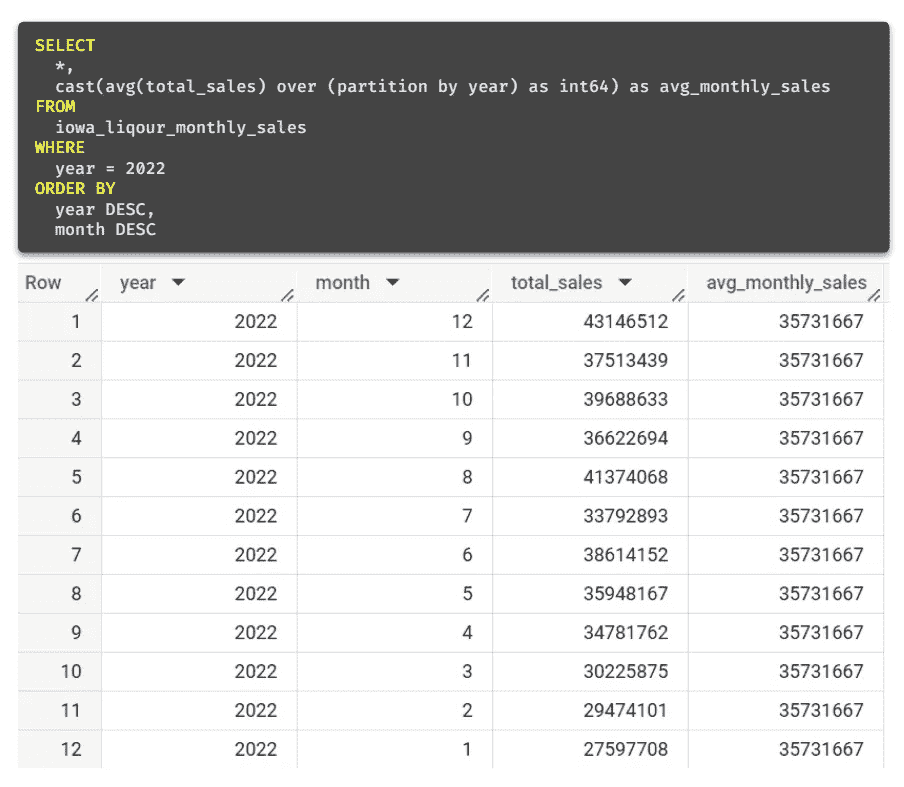 SELECT
*,
cast(avg(total_sales) over (partition by year) as int64) as avg_monthly_sales
FROM
iowa_liqour_monthly_sales
WHERE
year = 2022
ORDER BY
year DESC,
month DESC
Row year month total_sales avg_monthly_sales
1 2022 12 43146512 35731667
2 2022 11 37513439 35731667
3 2022 10 39688633 35731667
4 2022 9 36622694 35731667
5 2022 8 41374068 35731667
6 2022 7 33792893 35731667
7 2022 6 38614152 35731667
8 2022 5 35948167 35731667
9 2022 4 34781762 35731667
10 2022 3 30225875 35731667
11 2022 2 29474101 35731667
12 2022 1 27597708 35731667